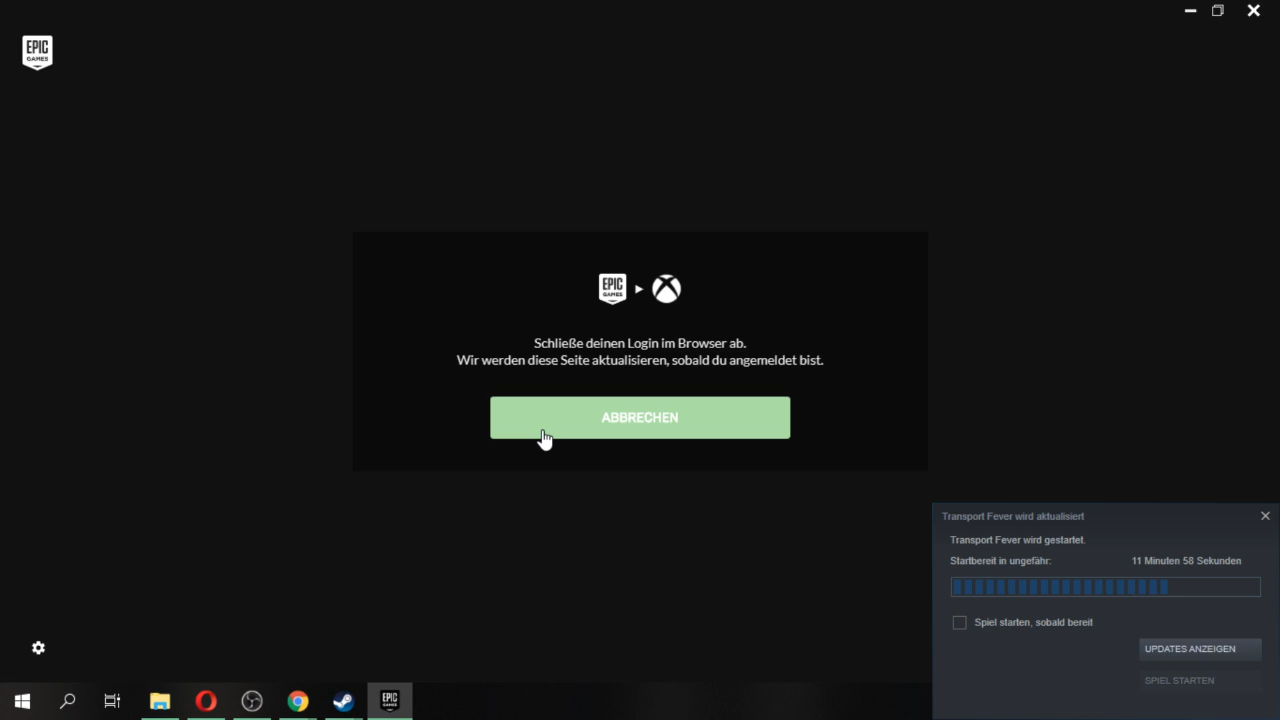 EPIC
GAMES
EPIC
GAMES
Schließe deinen Login im Browser ab.
Wir werden diese Seite aktualisieren, sobald du angemeldet bist.
ABBRECHEN
Transport Fever wird aktualisiert
Transport Fever wird gestartet.
Startbereit in ungefähr: 11 Minuten 58 Sekunden
Spiel starten, sobald bereit
UPDATES ANZEIGEN
SPIEL STARTEN
EPIC
GAMES